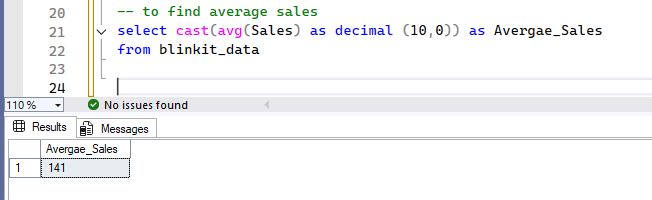 20 -- to find average sales
21 select cast(avg(Sales) as decimal (10,0)) as Avergae_Sales
22 from blinkit_data
23
24
110 % No issues found
Results Messages
Avergae_Sales
1 141